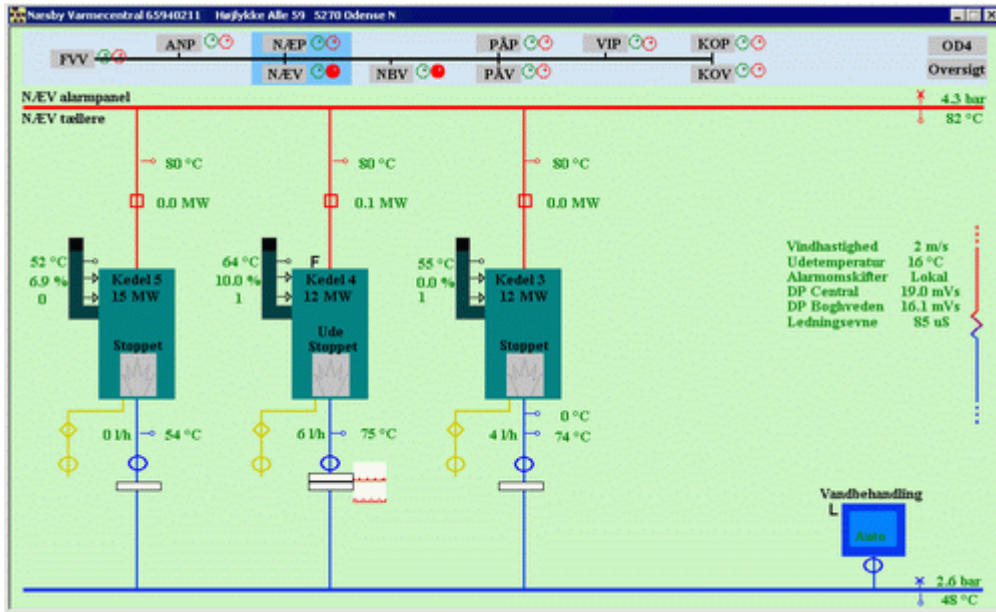 Næsby Varmecentral 65940211 Højlykke Alle 59 5270 Odense N
FVV ANP NÆP NÆV NBV PÅP PÅV VIP KOP KOV OD4
Oversigt
NÆV alarmpanel
NÆV tællere
4.3 bar
82 °C
80 °C 80 °C 80 °C
0.0 MW 0.1 MW 0.0 MW
52 °C
6.9 %
0
Kedel 5
15 MW
Stoppet
64 °C
10.0 %
1
F
Kedel 4
12 MW
Ude
Stoppet
55 °C
0.0 %
1
Kedel 3
12 MW
Stoppet
Vindhastighed 2 m/s
Udetemperatur 16 °C
Alarmomskifter Lokal
DP Central 19.0 mVs
DP Boghveden 16.1 mVs
Ledningsevne 85 uS
0 l/h 54 °C
6 l/h 75 °C
0 °C
4 l/h 74 °C
Vandbehandling
L
Auto
2.6 bar
48 °C